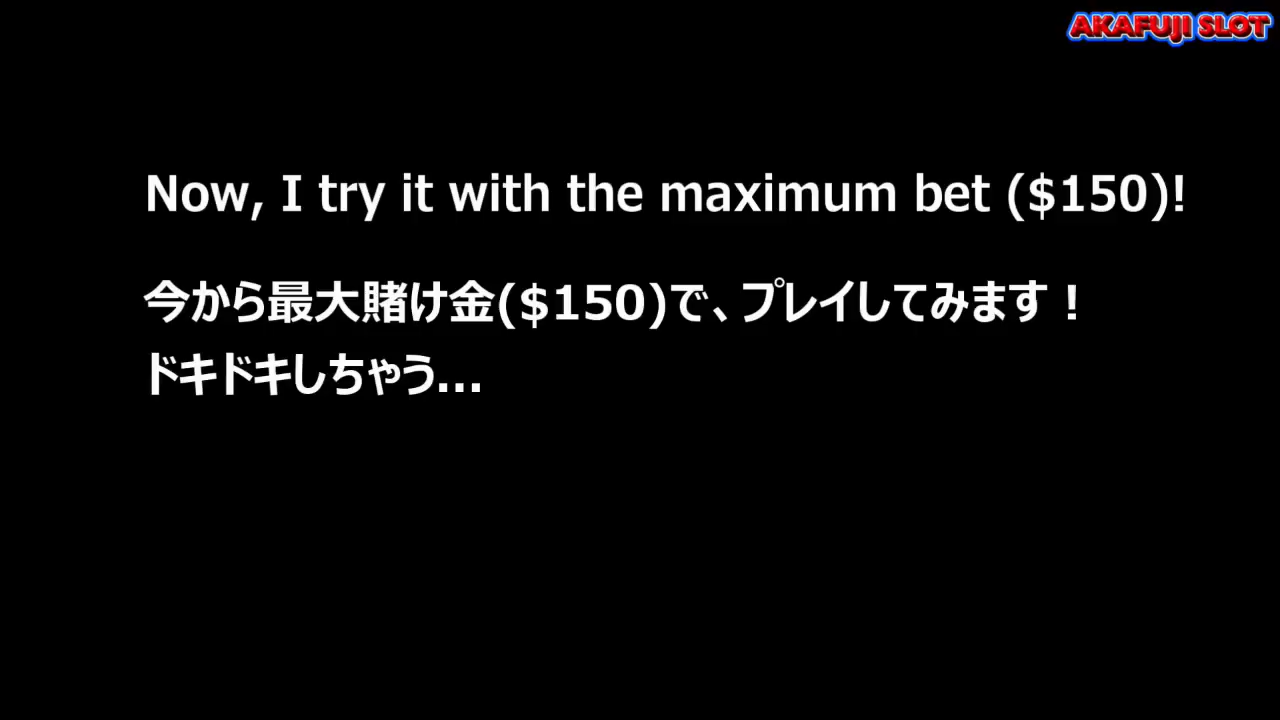 AKAFUJI SLOT
Now, I try it with the maximum bet ($150)!
今から最大賭け金($150)で、プレイしてみます！
ドキドキしちゃう...